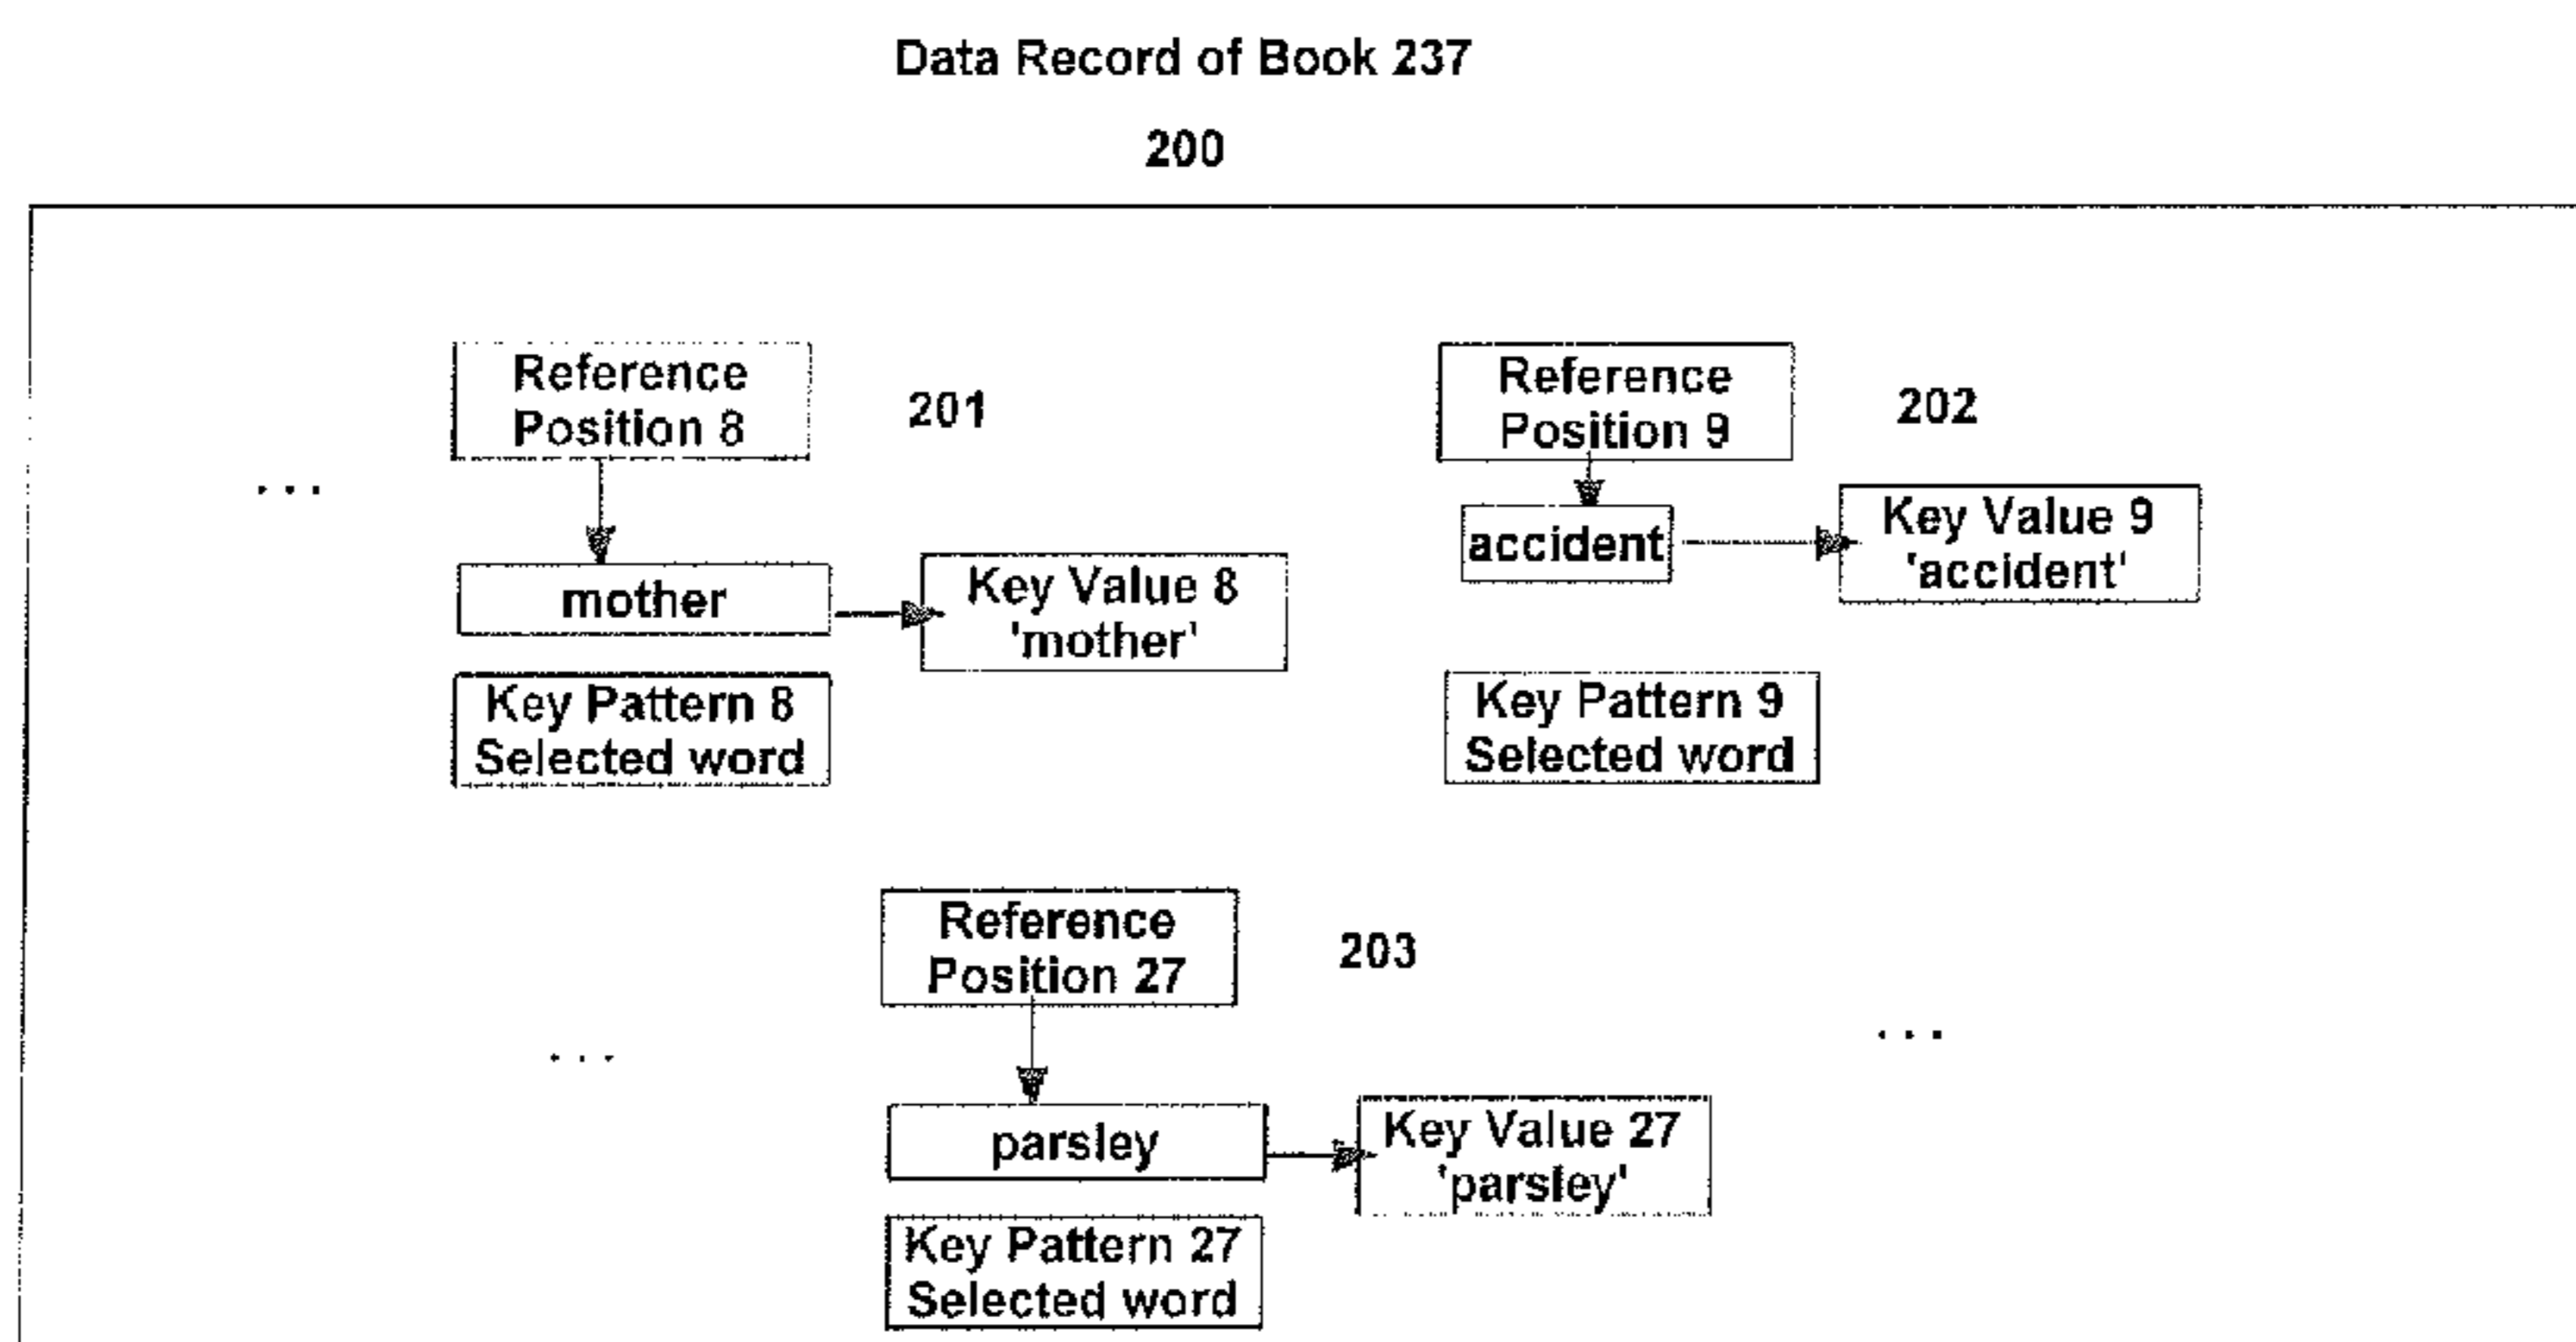 Data Record of Book 237
200
Reference
Position 8
201
Reference
Position 9
202
...
mother
Key Value 8
'mother'
accident
Key Value 9
'accident'
Key Pattern 8
Selected word
Key Pattern 9
Selected word
Reference
Position 27
203
...
...
parsley
Key Value 27
'parsley'
Key Pattern 27
Selected word